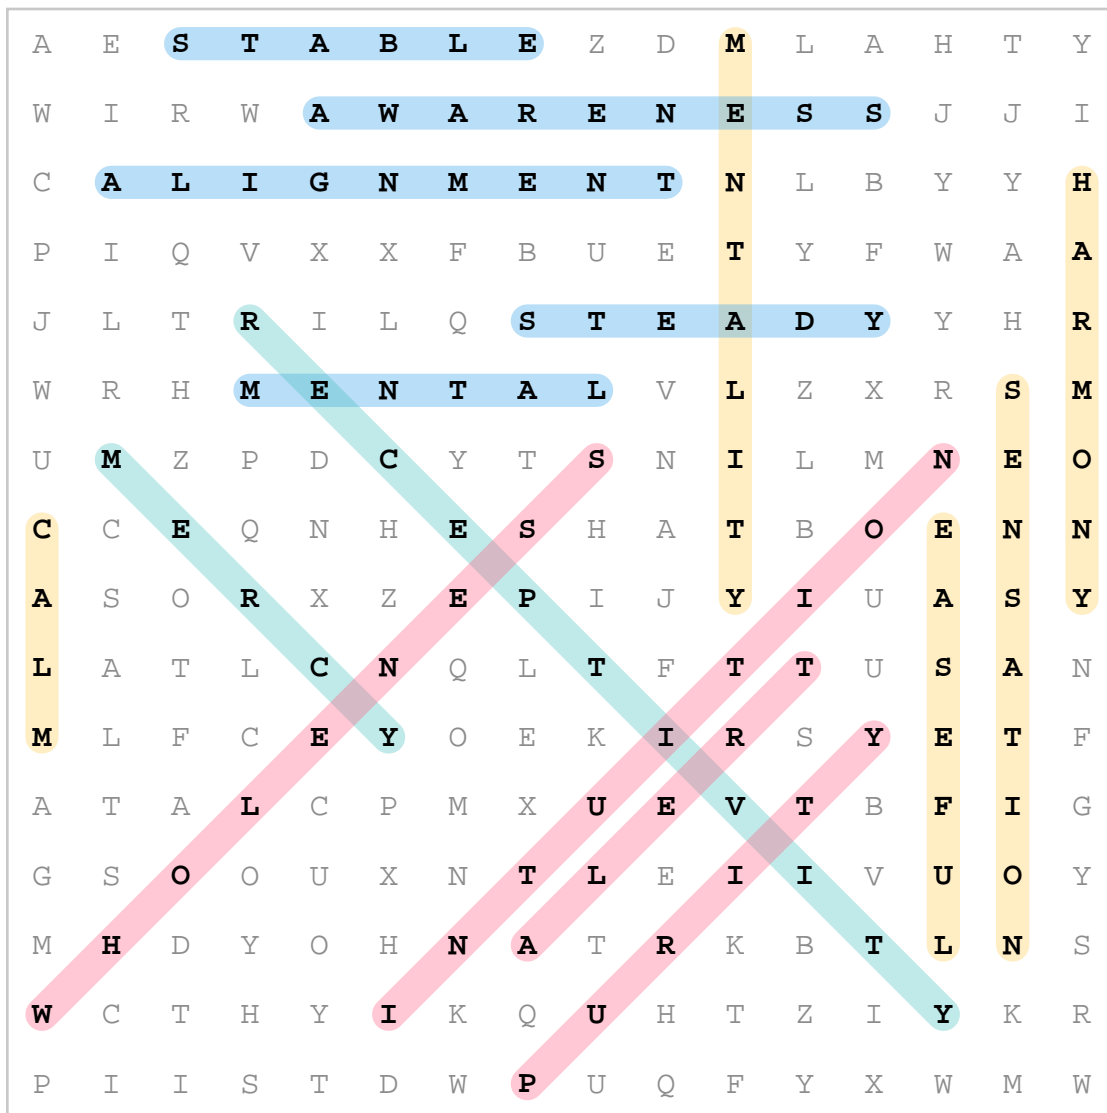 A E S T A B L E Z D M L A H T Y
W I R W A W A R E N E S S J J I
C A L I G N M E N T N L B Y Y H
P I Q V X X F B U E T Y F W A A
J L T R I L Q S T E A D Y Y H R
W R H M E N T A L V L Z X R S M
U M Z P D C Y T S N I L M N E O
C C E Q N H E S H A T B O E N N
A S O R X Z E P I J Y I U A S Y
L A T L C N Q L T F T T U S A N
M L F C E Y O E K I R S Y E T F
A T A L C P M X U E V T B F I G
G S O O U X N T L E I I V U O Y
M H D Y O H N A T R K B T L N S
W C T H Y I K Q U H T Z I Y K R
P I I S T D W P U Q F Y X W M W